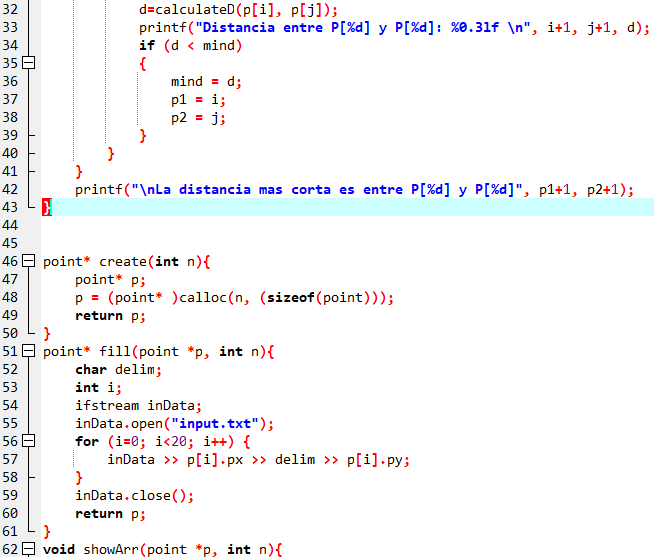 32 d=calculateD(p[i], p[j]);
33 printf("Distancia entre P[%d] y P[%d]: %0.3lf \n", i+1, j+1, d);
34 if (d < mind)
35 {
36 mind = d;
37 p1 = i;
38 p2 = j;
39 }
40 }
41 }
42 printf("\nLa distancia mas corta es entre P[%d] y P[%d]", p1+1, p2+1);
43 }
44
45
46 point* create(int n){
47 point* p;
48 p = (point* )calloc(n, (sizeof(point)));
49 return p;
50 }
51 point* fill(point *p, int n){
52 char delim;
53 int i;
54 ifstream inData;
55 inData.open("input.txt");
56 for (i=0; i<20; i++) {
57 inData >> p[i].px >> delim >> p[i].py;
58 }
59 inData.close();
60 return p;
61 }
62 void showArr(point *p, int n){